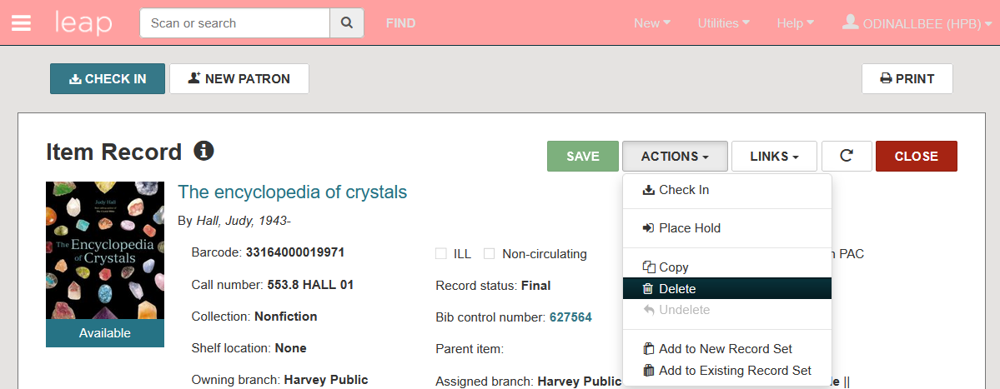 leap Scan or search FIND New Utilities Help ODINALLBEE (HPB)
CHECK IN NEW PATRON PRINT
Item Record SAVE ACTIONS LINKS CLOSE
The encyclopedia of crystals
By Hall, Judy, 1943-
Judy Hall
The Encyclopedia
of Crystals
Available
Barcode: 33164000019971
Call number: 553.8 HALL 01
Collection: Nonfiction
Shelf location: None
Owning branch: Harvey Public
ILL Non-circulating PAC
Record status: Final
Bib control number: 627564
Parent item:
Assigned branch: Harvey Public ||
Check In
Place Hold
Copy
Delete
Undelete
Add to New Record Set
Add to Existing Record Set